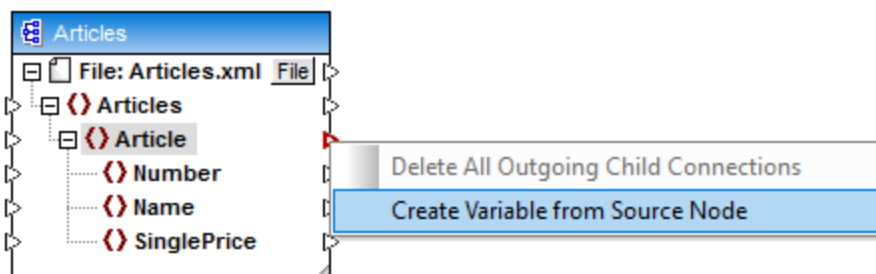 Articles
File: Articles.xml File
Articles
Article
Delete All Outgoing Child Connections
Number
Create Variable from Source Node
Name
SinglePrice